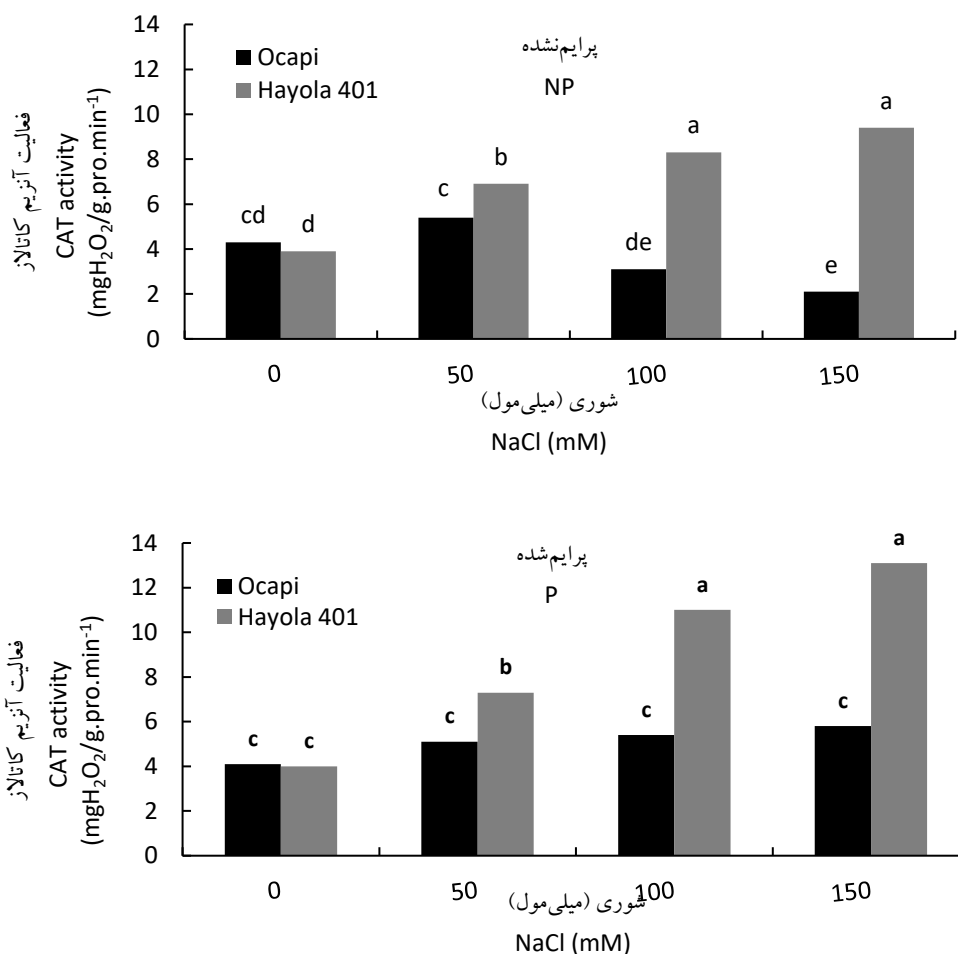 14
12
10
8
6
4
2
0
فعالیت آنزیم کاتالاز
CAT activity
(mgH₂O₂/g.pro.min⁻¹)
Ocapi
Hayola 401
پرایم‌نشده
NP
cd
d
c
b
de
a
e
a
0
50
100
150
شوری (میلی‌مول)
NaCl (mM)
14
12
10
8
6
4
2
0
فعالیت آنزیم کاتالاز
CAT activity
(mgH₂O₂/g.pro.min⁻¹)
Ocapi
Hayola 401
پرایم‌شده
P
c
c
c
b
c
a
c
a
0
50
100
150
شوری (میلی‌مول)
NaCl (mM)